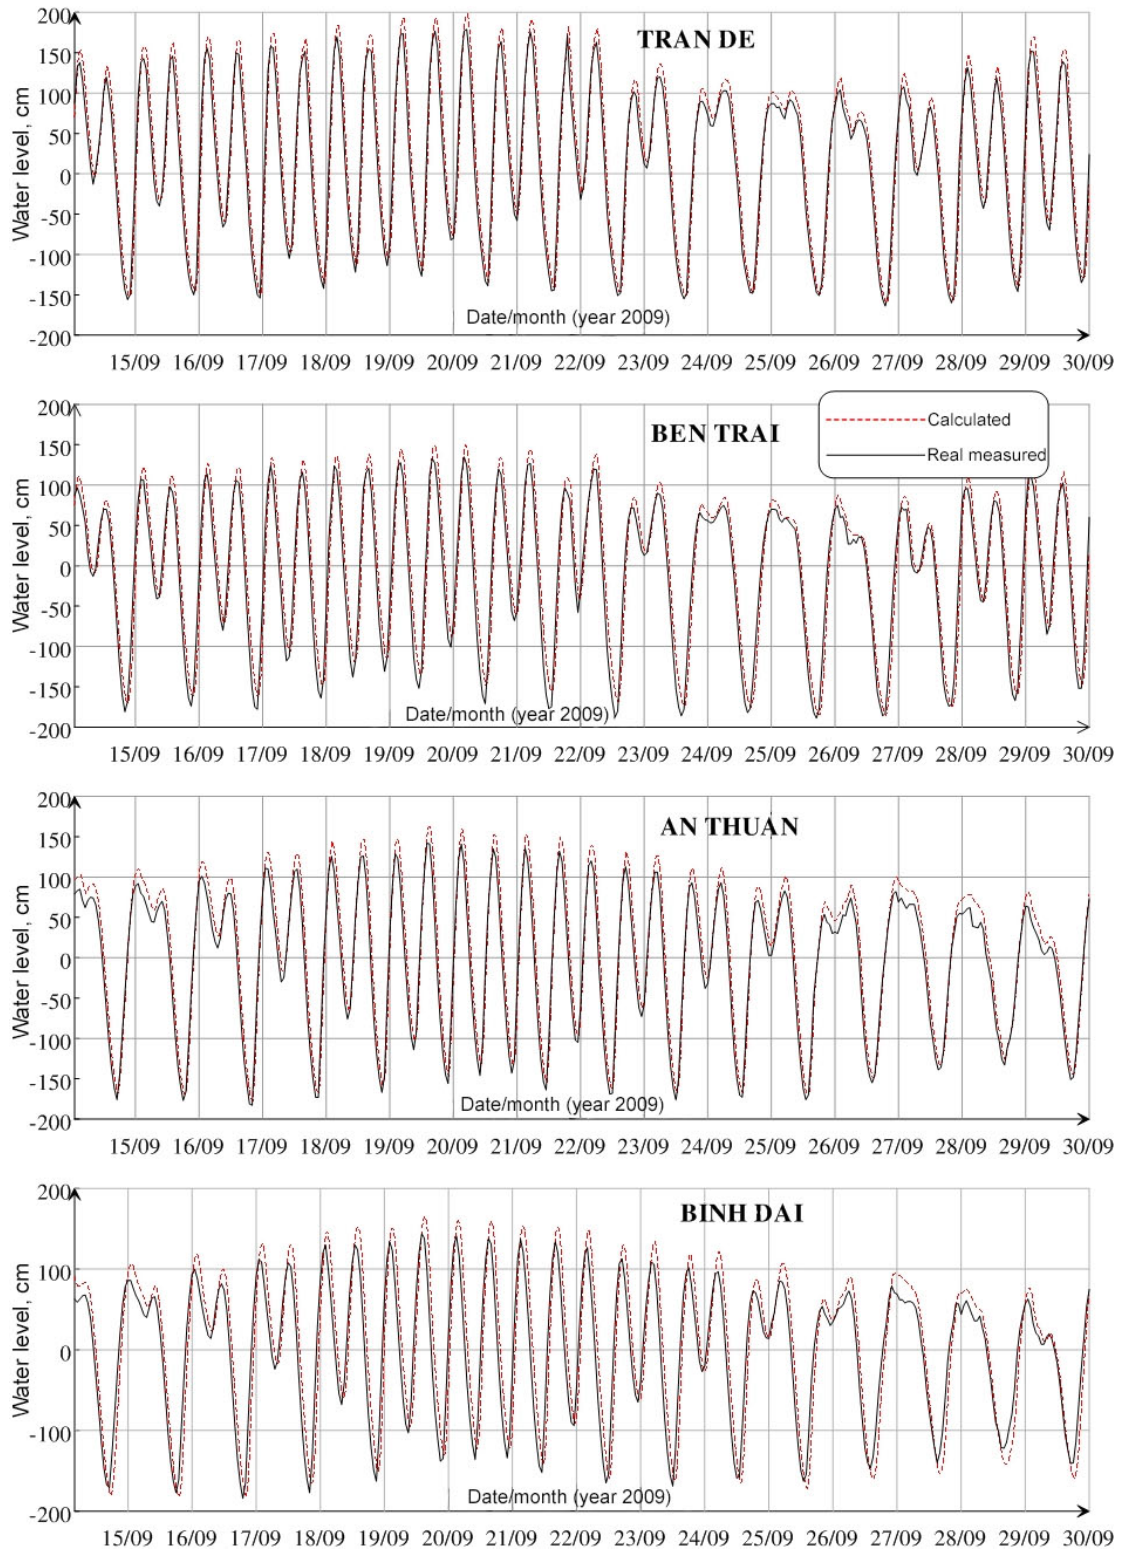 TRAN DE
Water level, cm
200
150
100
50
0
-50
-100
-150
-200
Date/month (year 2009)
15/09 16/09 17/09 18/09 19/09 20/09 21/09 22/09 23/09 24/09 25/09 26/09 27/09 28/09 29/09 30/09
BEN TRAI
Calculated
Real measured
Water level, cm
200
150
100
50
0
-50
-100
-150
-200
Date/month (year 2009)
15/09 16/09 17/09 18/09 19/09 20/09 21/09 22/09 23/09 24/09 25/09 26/09 27/09 28/09 29/09 30/09
AN THUAN
Water level, cm
200
150
100
50
0
-50
-100
-150
-200
Date/month (year 2009)
15/09 16/09 17/09 18/09 19/09 20/09 21/09 22/09 23/09 24/09 25/09 26/09 27/09 28/09 29/09 30/09
BINH DAI
Water level, cm
200
100
0
-100
-200
Date/month (year 2009)
15/09 16/09 17/09 18/09 19/09 20/09 21/09 22/09 23/09 24/09 25/09 26/09 27/09 28/09 29/09 30/09